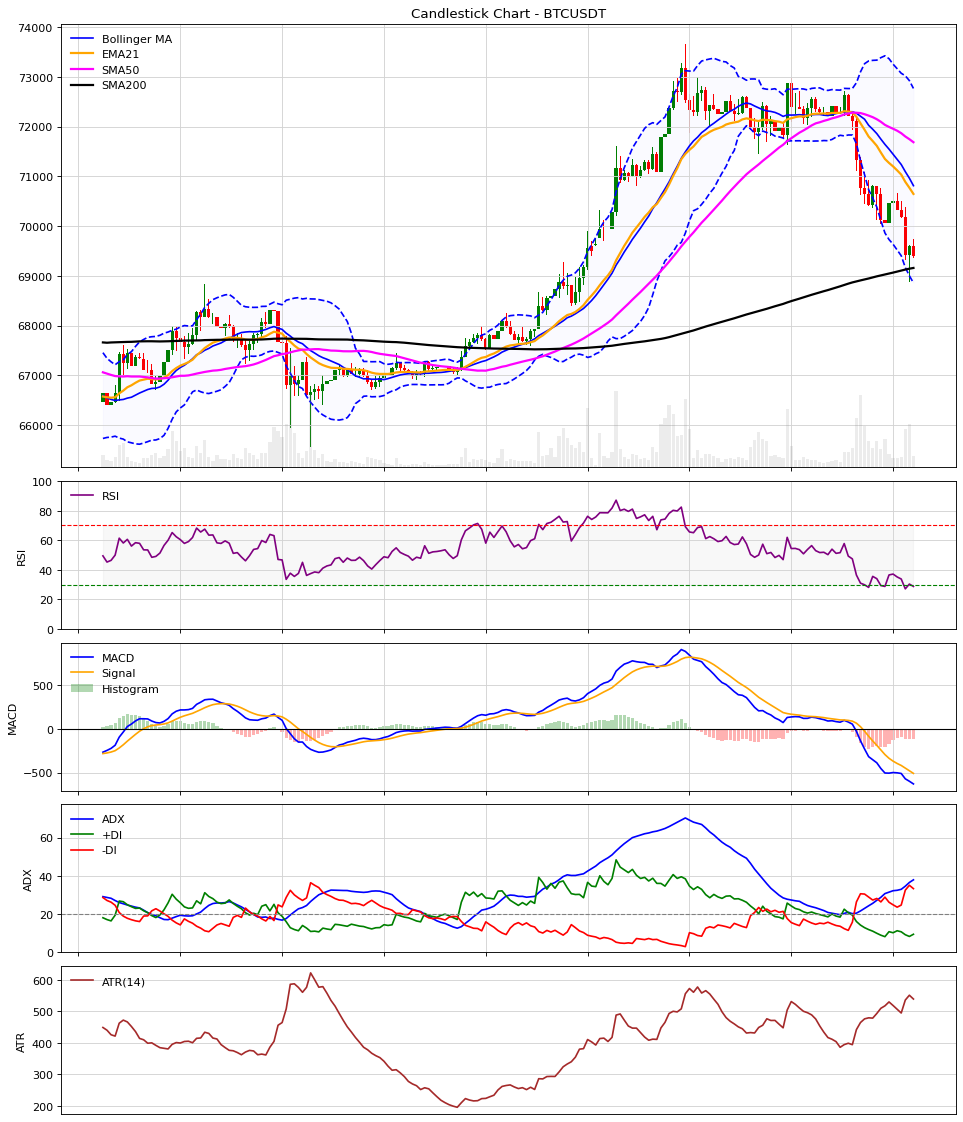 Candlestick Chart - BTCUSDT
74000
73000
72000
71000
70000
69000
68000
67000
66000
Bollinger MA
EMA21
SMA50
SMA200
100
80
60
40
20
0
RSI
RSI
500
0
−500
MACD
MACD
Signal
Histogram
60
40
20
0
ADX
ADX
+DI
-DI
600
500
400
300
200
ATR
ATR(14)